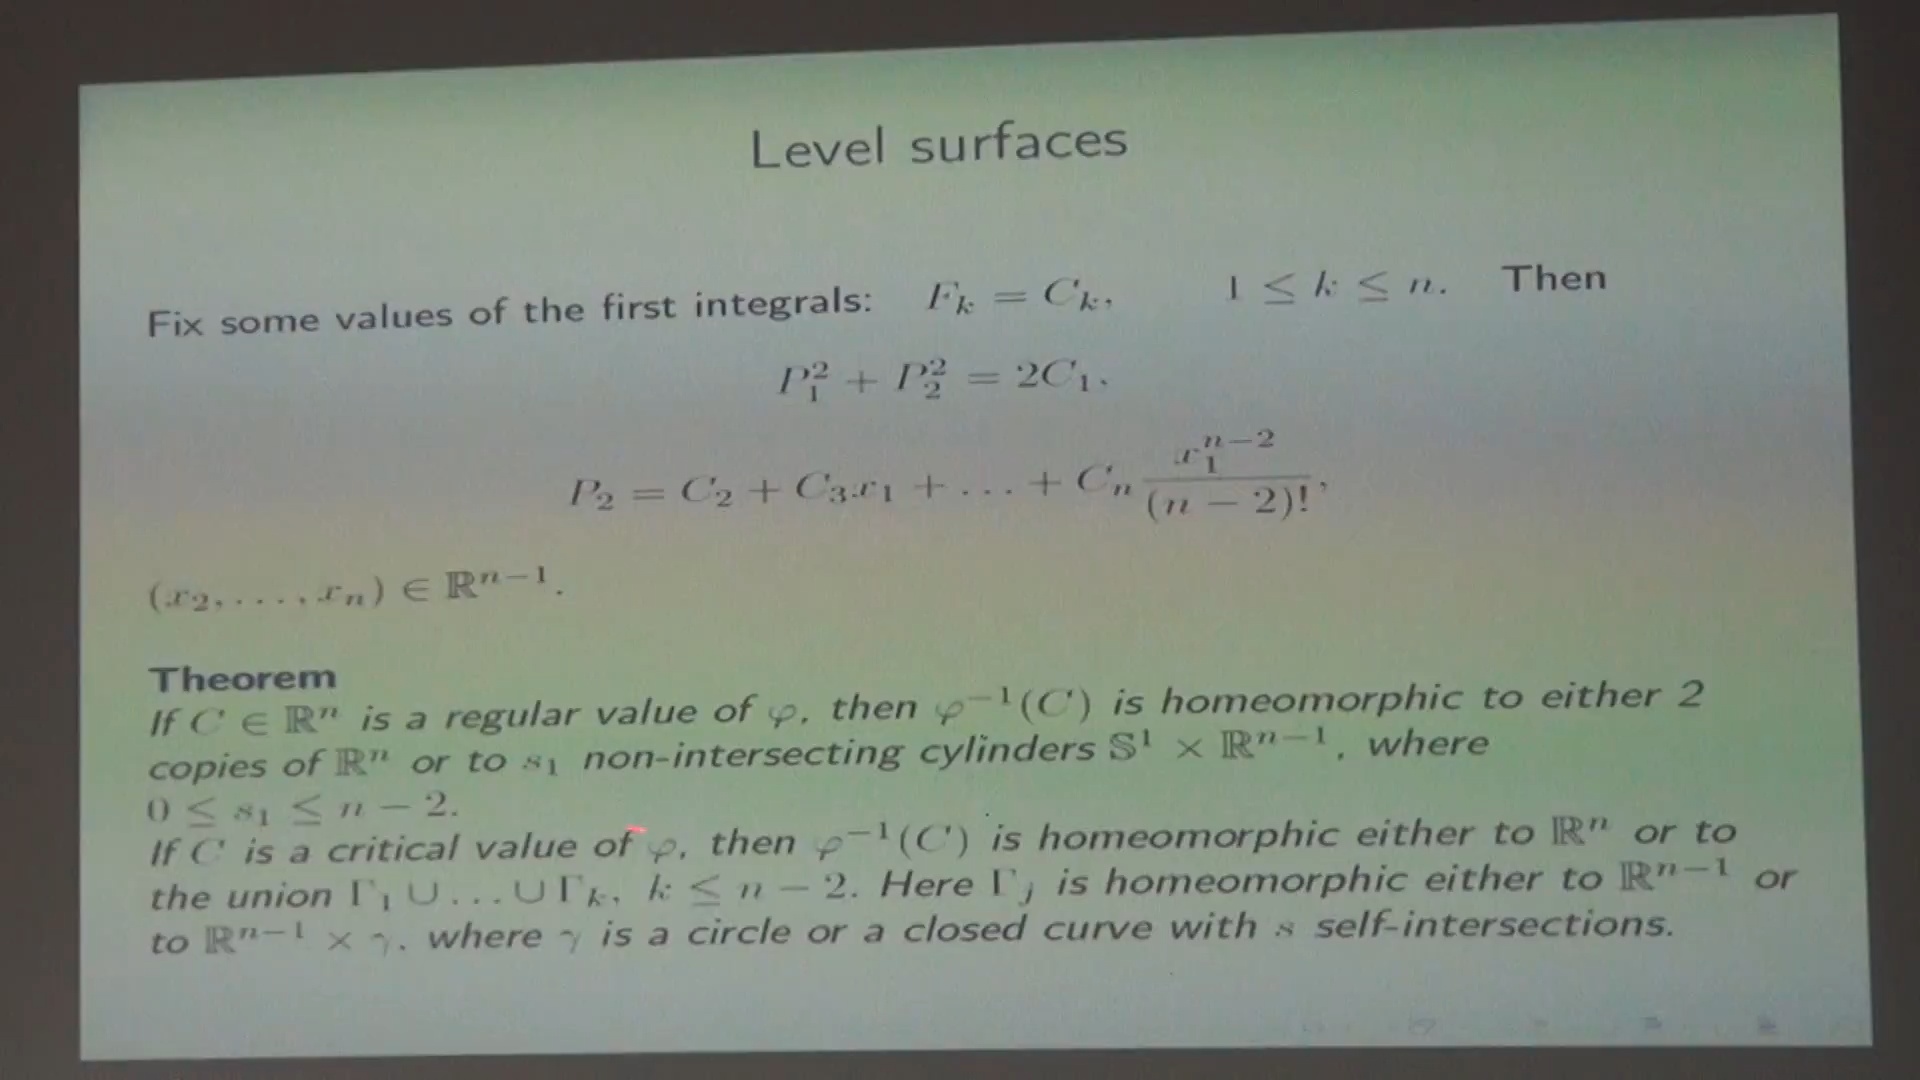 Level surfaces
Fix some values of the first integrals: F_k = C_k, 1 ≤ k ≤ n. Then
P_1^2 + P_2^2 = 2C_1,
P_2 = C_2 + C_3x_1 + ... + C_n \frac{x_1^{n-2}}{(n-2)!},
(x_2, ..., x_n) ∈ ℝ^{n-1}.
Theorem
If C ∈ ℝ^n is a regular value of φ, then φ^{-1}(C) is homeomorphic to either 2
copies of ℝ^n or to s_1 non-intersecting cylinders 𝕊^1 × ℝ^{n-1}, where
0 ≤ s_1 ≤ n - 2.
If C is a critical value of φ, then φ^{-1}(C) is homeomorphic either to ℝ^n or to
the union Γ_1 ∪ ... ∪ Γ_k, k ≤ n - 2. Here Γ_j is homeomorphic either to ℝ^{n-1} or
to ℝ^{n-1} × γ, where γ is a circle or a closed curve with s self-intersections.